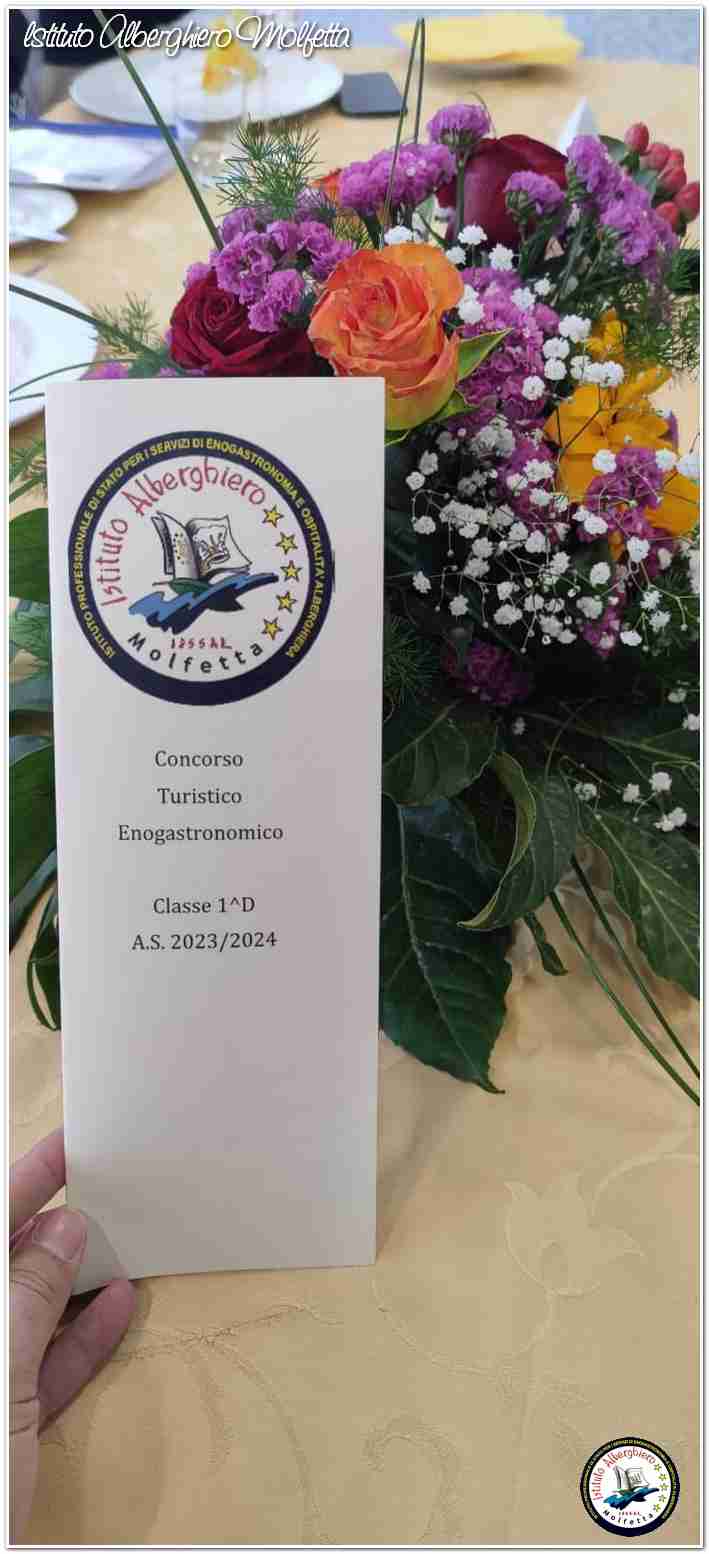 Istituto Alberghiero Molfetta
ISTITUTO PROFESSIONALE DI STATO PER I SERVIZI DI ENOGASTRONOMIA E OSPITALITÀ ALBERGHIERA
Istituto Alberghiero
IPSSAR
Molfetta
Concorso
Turistico
Enogastronomico
Classe 1^D
A.S. 2023/2024
Istituto Alberghiero
Molfetta